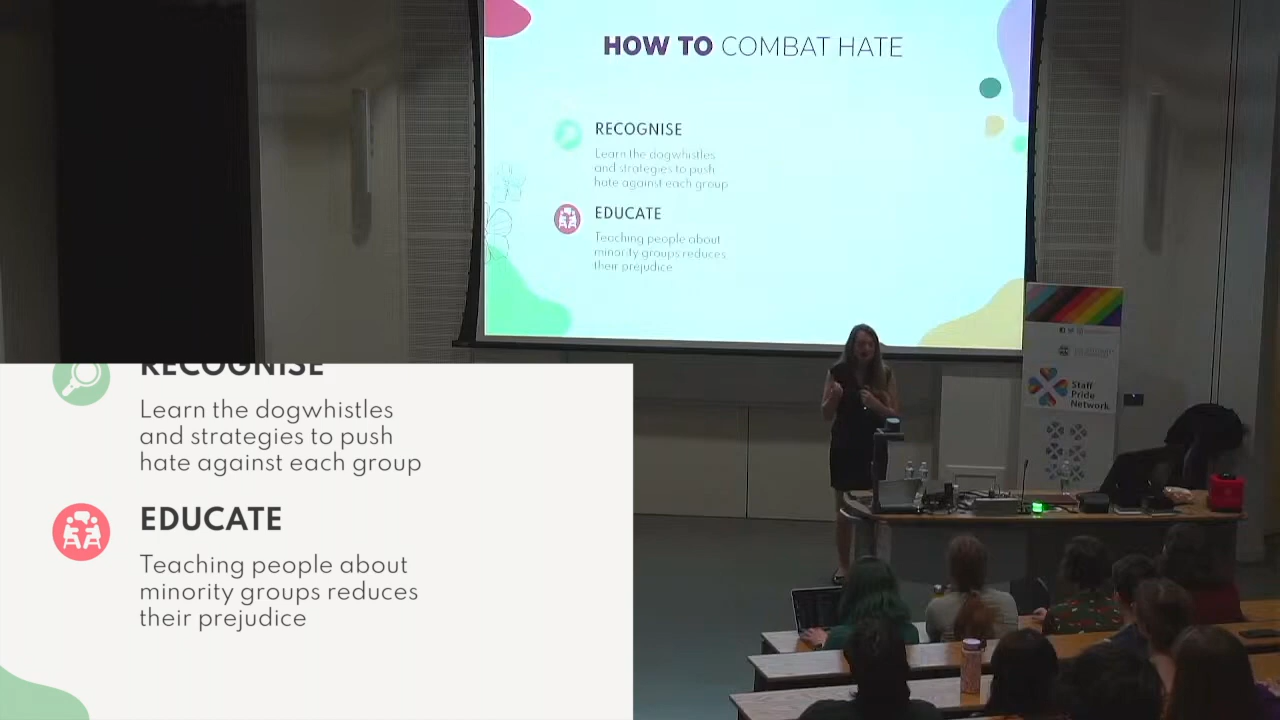 HOW TO COMBAT HATE
RECOGNISE
Learn the dogwhistles
and strategies to push
hate against each group
EDUCATE
Teaching people about
minority groups reduces
their prejudice
Staff
Pride
Network
RECOGNISE
Learn the dogwhistles
and strategies to push
hate against each group
EDUCATE
Teaching people about
minority groups reduces
their prejudice